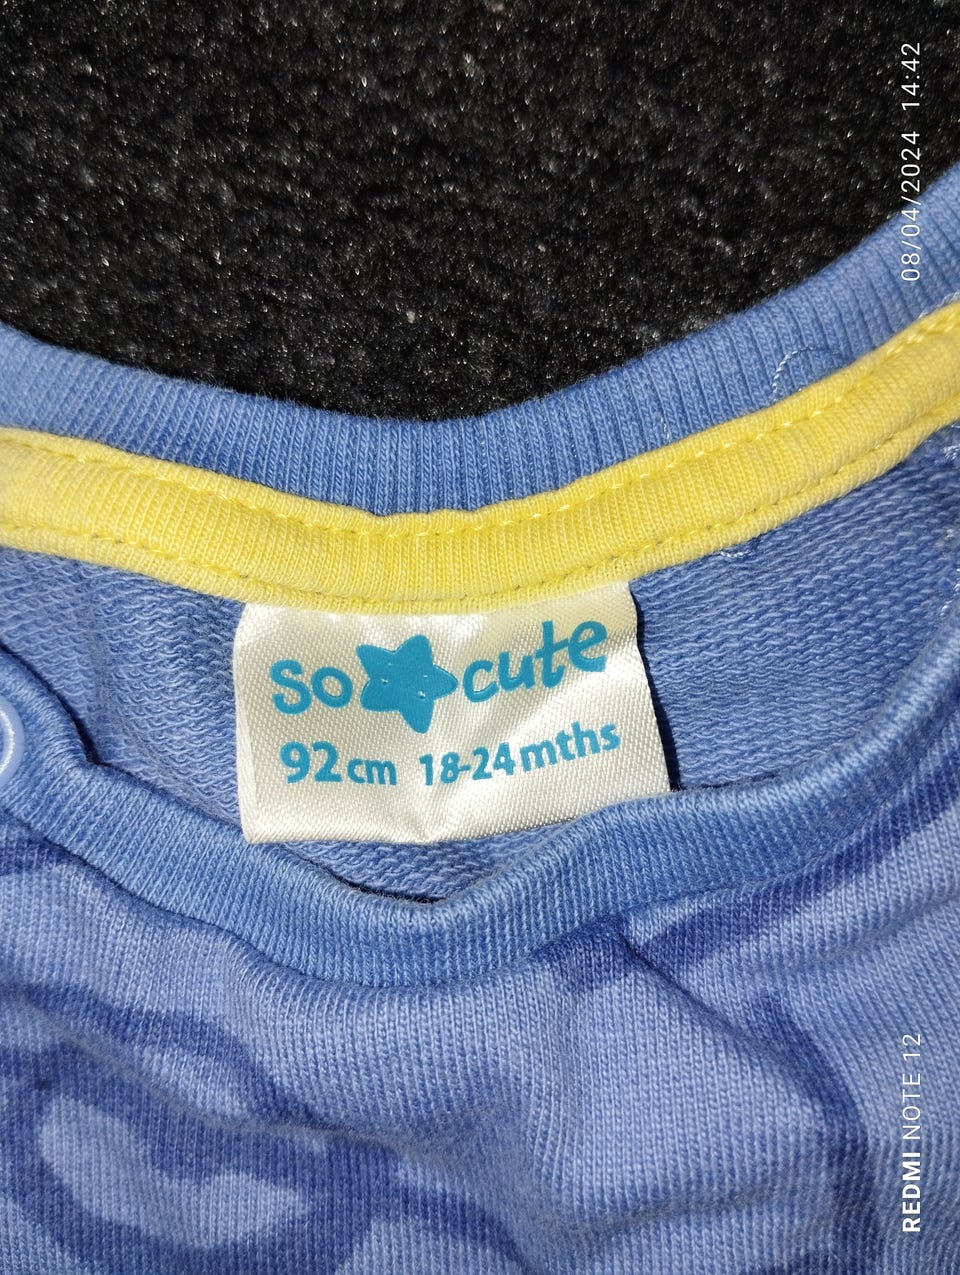 so cute
92cm 18-24mths
08/04/2024 14:42
REDMI NOTE 12